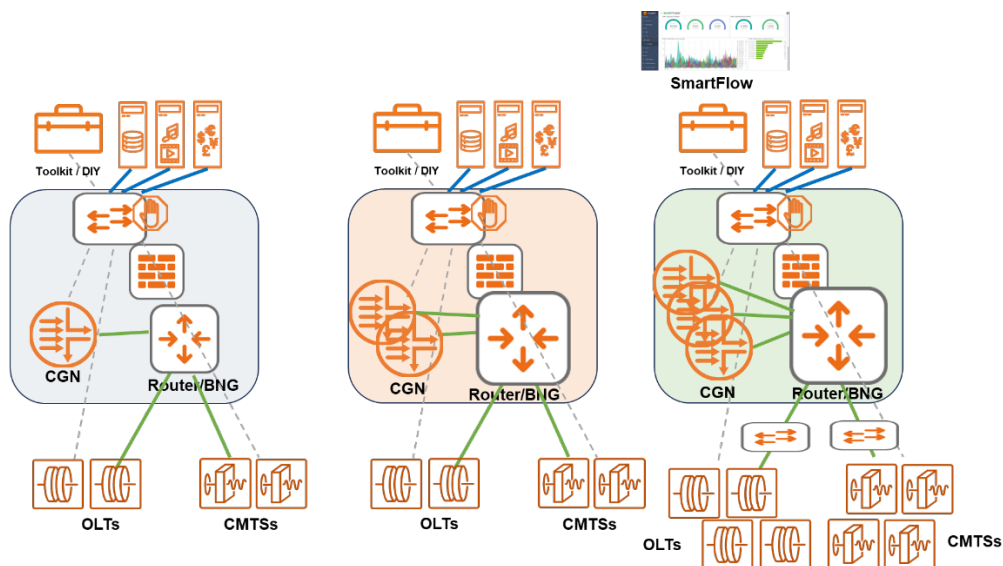 SmartFlow
Toolkit / DIY
Toolkit / DIY
Toolkit / DIY
$ € ¥ £
$ € ¥ £
$ € ¥ £
CGN
Router/BNG
CGN
Router/BNG
CGN
Router/BNG
OLTs
CMTSs
OLTs
CMTSs
OLTs
CMTSs